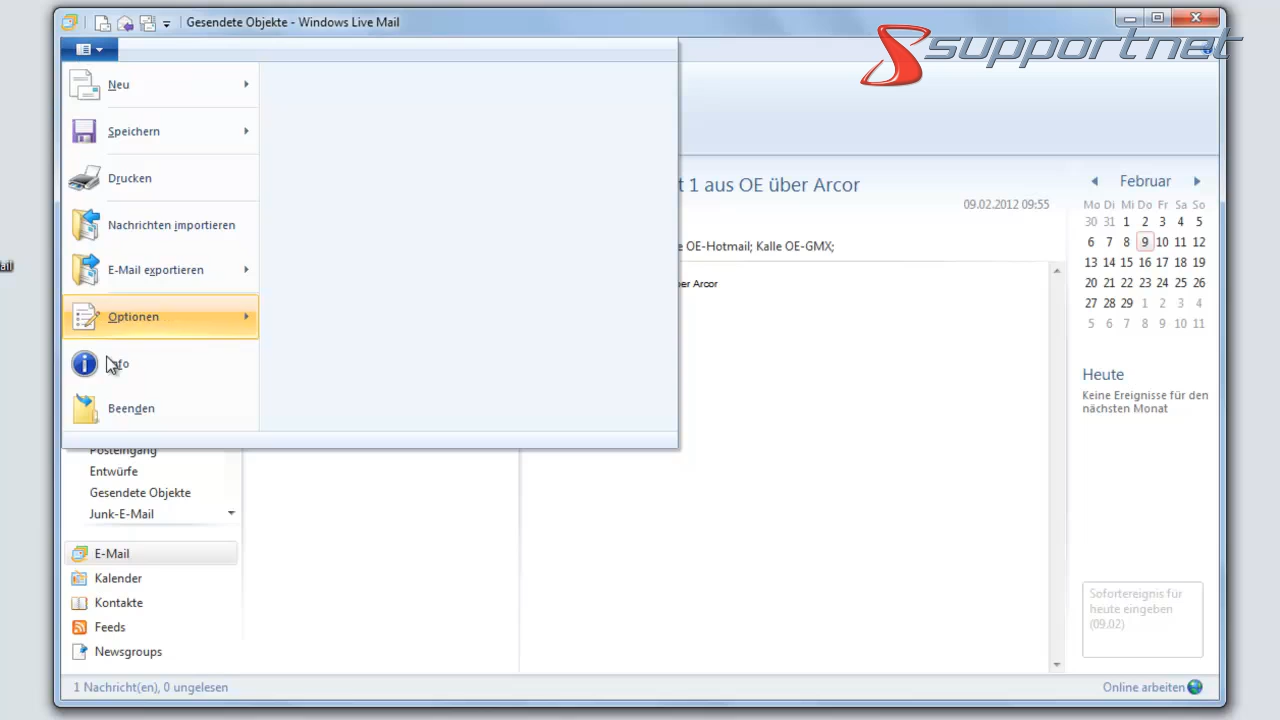 Gesendete Objekte - Windows Live Mail
supportnet
Neu
Speichern
Drucken
Nachrichten importieren
E-Mail exportieren
Optionen
Beenden
t 1 aus OE über Arcor
09.02.2012 09:55
e OE-Hotmail; Kalle OE-GMX;
ber Arcor
Februar
Mo Di Mi Do Fr Sa So
30 31 1 2 3 4 5
6 7 8 9 10 11 12
13 14 15 16 17 18 19
20 21 22 23 24 25 26
27 28 29 1 2 3 4
5 6 7 8 9 10 11
Heute
Keine Ereignisse für den
nächsten Monat
Sofortereignis für
heute eingeben
(09.02)
Posteingang
Entwürfe
Gesendete Objekte
Junk-E-Mail
E-Mail
Kalender
Kontakte
Feeds
Newsgroups
1 Nachricht(en), 0 ungelesen
Online arbeiten